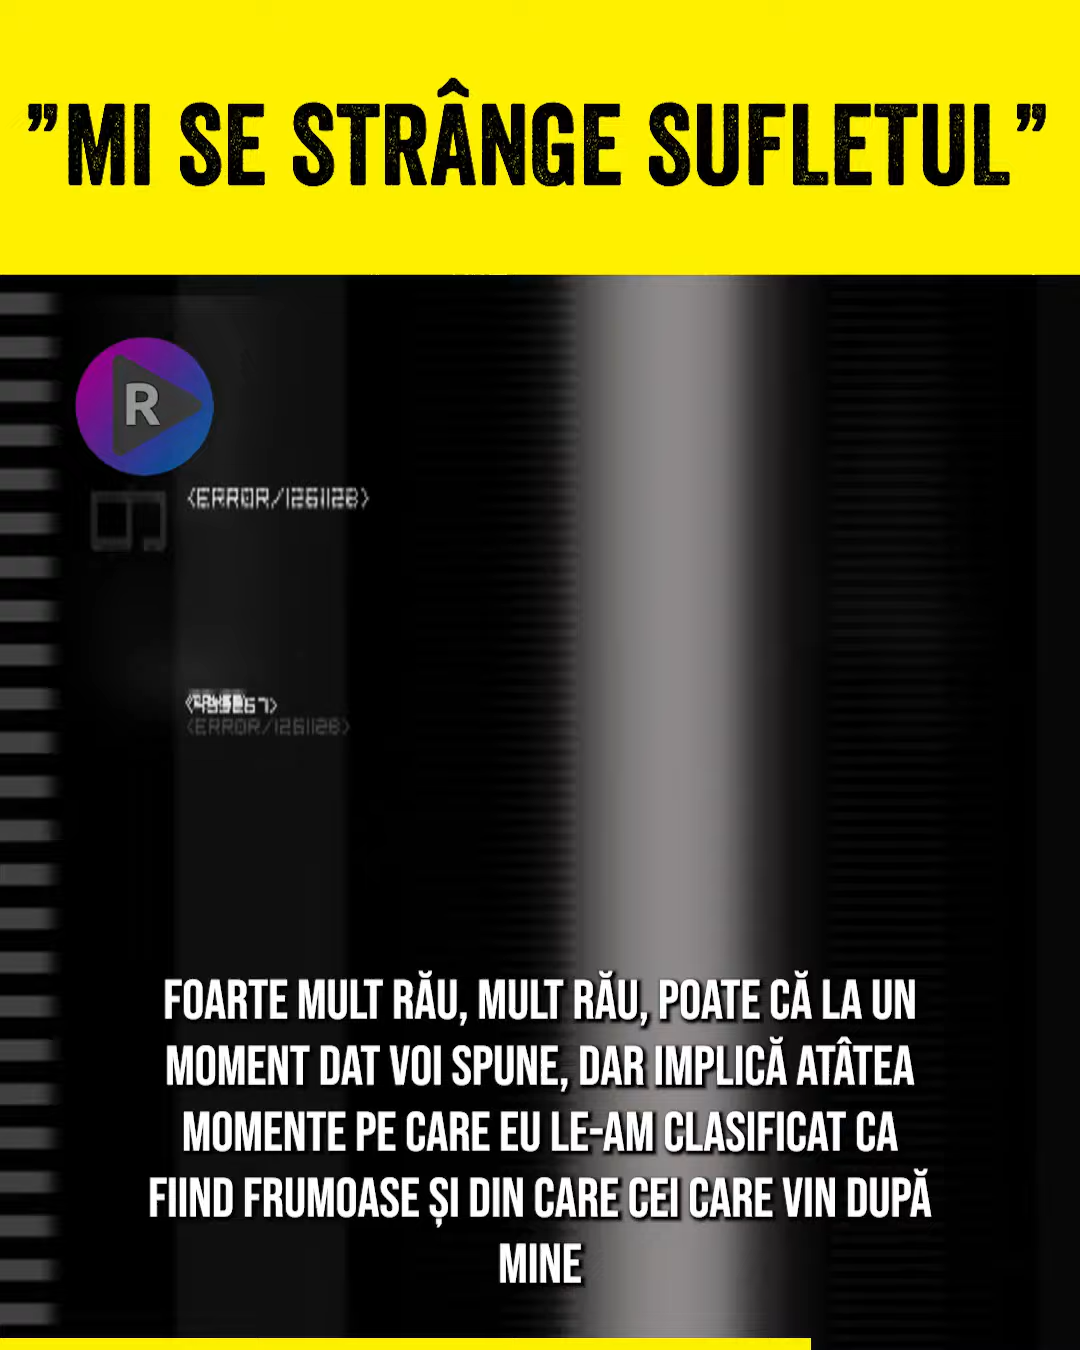 ”MI SE STRÂNGE SUFLETUL”
R
<ERROR/126112B>
<ERROR/126112B>
FOARTE MULT RĂU, MULT RĂU, POATE CĂ LA UN
MOMENT DAT VOI SPUNE, DAR IMPLICĂ ATÂTEA
MOMENTE PE CARE EU LE-AM CLASIFICAT CA
FIIND FRUMOASE ȘI DIN CARE CEI CARE VIN DUPĂ
MINE